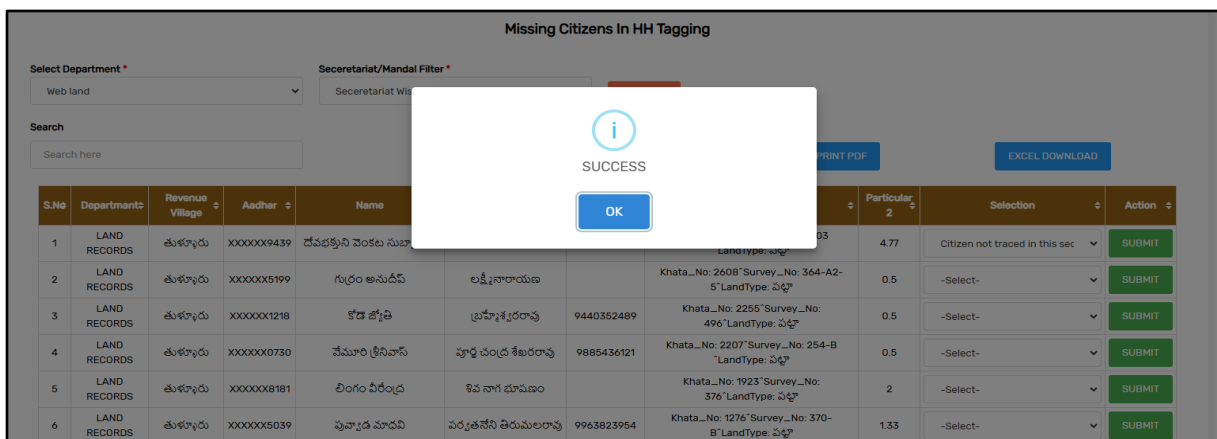 Missing Citizens In HH Tagging
Select Department * Seceretariat/Mandal Filter *
Web land Seceretariat Wis
Search
Search here
i
SUCCESS
OK
PRINT PDF EXCEL DOWNLOAD
S.No Department Revenue Village Aadhar Name Particular 2 Selection Action
1 LAND RECORDS తుళ్ళూరు XXXXXX9439 దేవభక్తుని వెంకట సుబ్బా 03 LandType: పట్టా 4.77 Citizen not traced in this sec SUBMIT
2 LAND RECORDS తుళ్ళూరు XXXXXX5199 గుర్రం అనుదీప్ లక్ష్మీనారాయణ Khata_No: 2608^Survey_No: 364-A2-5^LandType: పట్టా 0.5 -Select- SUBMIT
3 LAND RECORDS తుళ్ళూరు XXXXXX1218 కోడె జ్యోతి బ్రహ్మేశ్వరరావు 9440352489 Khata_No: 2255^Survey_No: 496^LandType: పట్టా 0.5 -Select- SUBMIT
4 LAND RECORDS తుళ్ళూరు XXXXXX0730 వేమూరి శ్రీనివాస్ పూర్ణ చంద్ర శేఖరరావు 9885436121 Khata_No: 2207^Survey_No: 254-B ^LandType: పట్టా 0.5 -Select- SUBMIT
5 LAND RECORDS తుళ్ళూరు XXXXXX8181 లింగం వీరేంద్ర శివ నాగ భూషణం Khata_No: 1923^Survey_No: 376^LandType: పట్టా 2 -Select- SUBMIT
6 LAND RECORDS తుళ్ళూరు XXXXXX5039 పువ్వాడ మాధవి పర్వతనేని తిరుమలరావు 9963823954 Khata_No: 1276^Survey_No: 370-B^LandType: పట్టా 1.33 -Select- SUBMIT